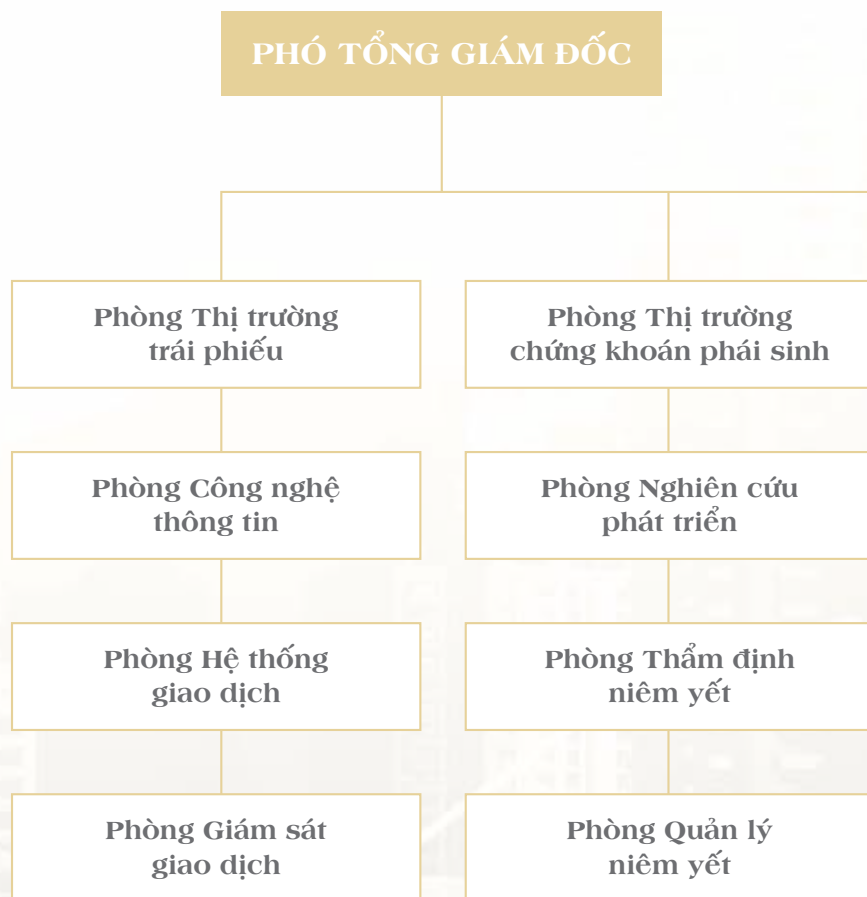 PHÓ TỔNG GIÁM ĐỐC
Phòng Thị trường
trái phiếu
Phòng Thị trường
chứng khoán phái sinh
Phòng Công nghệ
thông tin
Phòng Nghiên cứu
phát triển
Phòng Hệ thống
giao dịch
Phòng Thẩm định
niêm yết
Phòng Giám sát
giao dịch
Phòng Quản lý
niêm yết